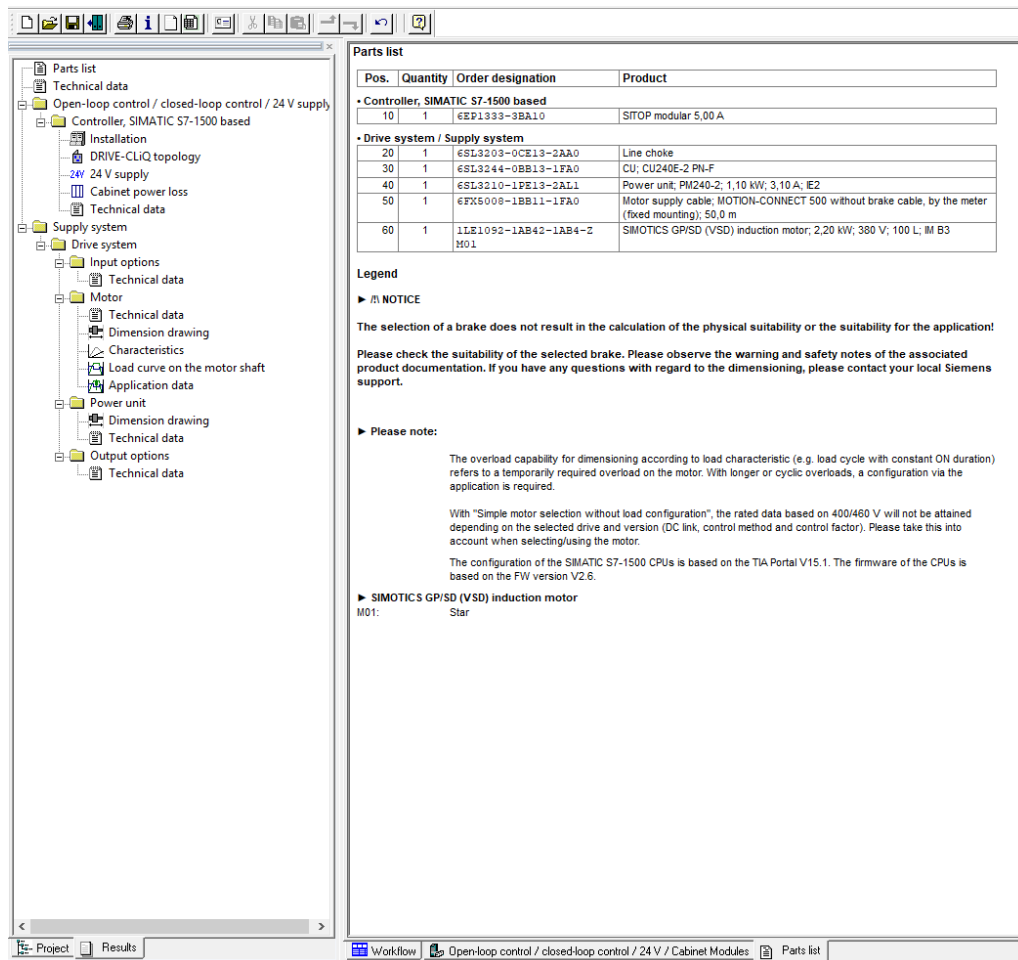 Parts list
Technical data
Open-loop control / closed-loop control / 24 V supply
Controller, SIMATIC S7-1500 based
Installation
DRIVE-CLiQ topology
24V 24 V supply
Cabinet power loss
Technical data
Supply system
Drive system
Input options
Technical data
Motor
Technical data
Dimension drawing
Characteristics
Load curve on the motor shaft
Application data
Power unit
Dimension drawing
Technical data
Output options
Technical data
Project Results
Parts list
Pos. Quantity Order designation Product
• Controller, SIMATIC S7-1500 based
10 1 6EP1333-3BA10 SITOP modular 5,00 A
• Drive system / Supply system
20 1 6SL3203-0CE13-2AA0 Line choke
30 1 6SL3244-0BB13-1FA0 CU; CU240E-2 PN-F
40 1 6SL3210-1PE13-2AL1 Power unit; PM240-2; 1,10 kW; 3,10 A; IE2
50 1 6FX5008-1BB11-1FA0 Motor supply cable; MOTION-CONNECT 500 without brake cable, by the meter
(fixed mounting); 50,0 m
60 1 1LE1092-1AB42-1AB4-Z SIMOTICS GP/SD (VSD) induction motor; 2,20 kW; 380 V; 100 L; IM B3
M01
Legend
► /!\ NOTICE
The selection of a brake does not result in the calculation of the physical suitability or the suitability for the application!
Please check the suitability of the selected brake. Please observe the warning and safety notes of the associated
product documentation. If you have any questions with regard to the dimensioning, please contact your local Siemens
support.
► Please note:
The overload capability for dimensioning according to load characteristic (e.g. load cycle with constant ON duration)
refers to a temporarily required overload on the motor. With longer or cyclic overloads, a configuration via the
application is required.
With "Simple motor selection without load configuration", the rated data based on 400/460 V will not be attained
depending on the selected drive and version (DC link, control method and control factor). Please take this into
account when selecting/using the motor.
The configuration of the SIMATIC S7-1500 CPUs is based on the TIA Portal V15.1. The firmware of the CPUs is
based on the FW version V2.6.
► SIMOTICS GP/SD (VSD) induction motor
M01: Star
Workflow Open-loop control / closed-loop control / 24 V / Cabinet Modules Parts list